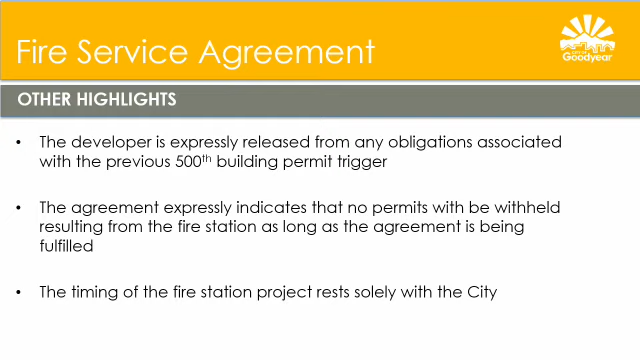 Fire Service Agreement
Goodyear
OTHER HIGHLIGHTS
• The developer is expressly released from any obligations associated
with the previous 500th building permit trigger
• The agreement expressly indicates that no permits with be withheld
resulting from the fire station as long as the agreement is being
fulfilled
• The timing of the fire station project rests solely with the City